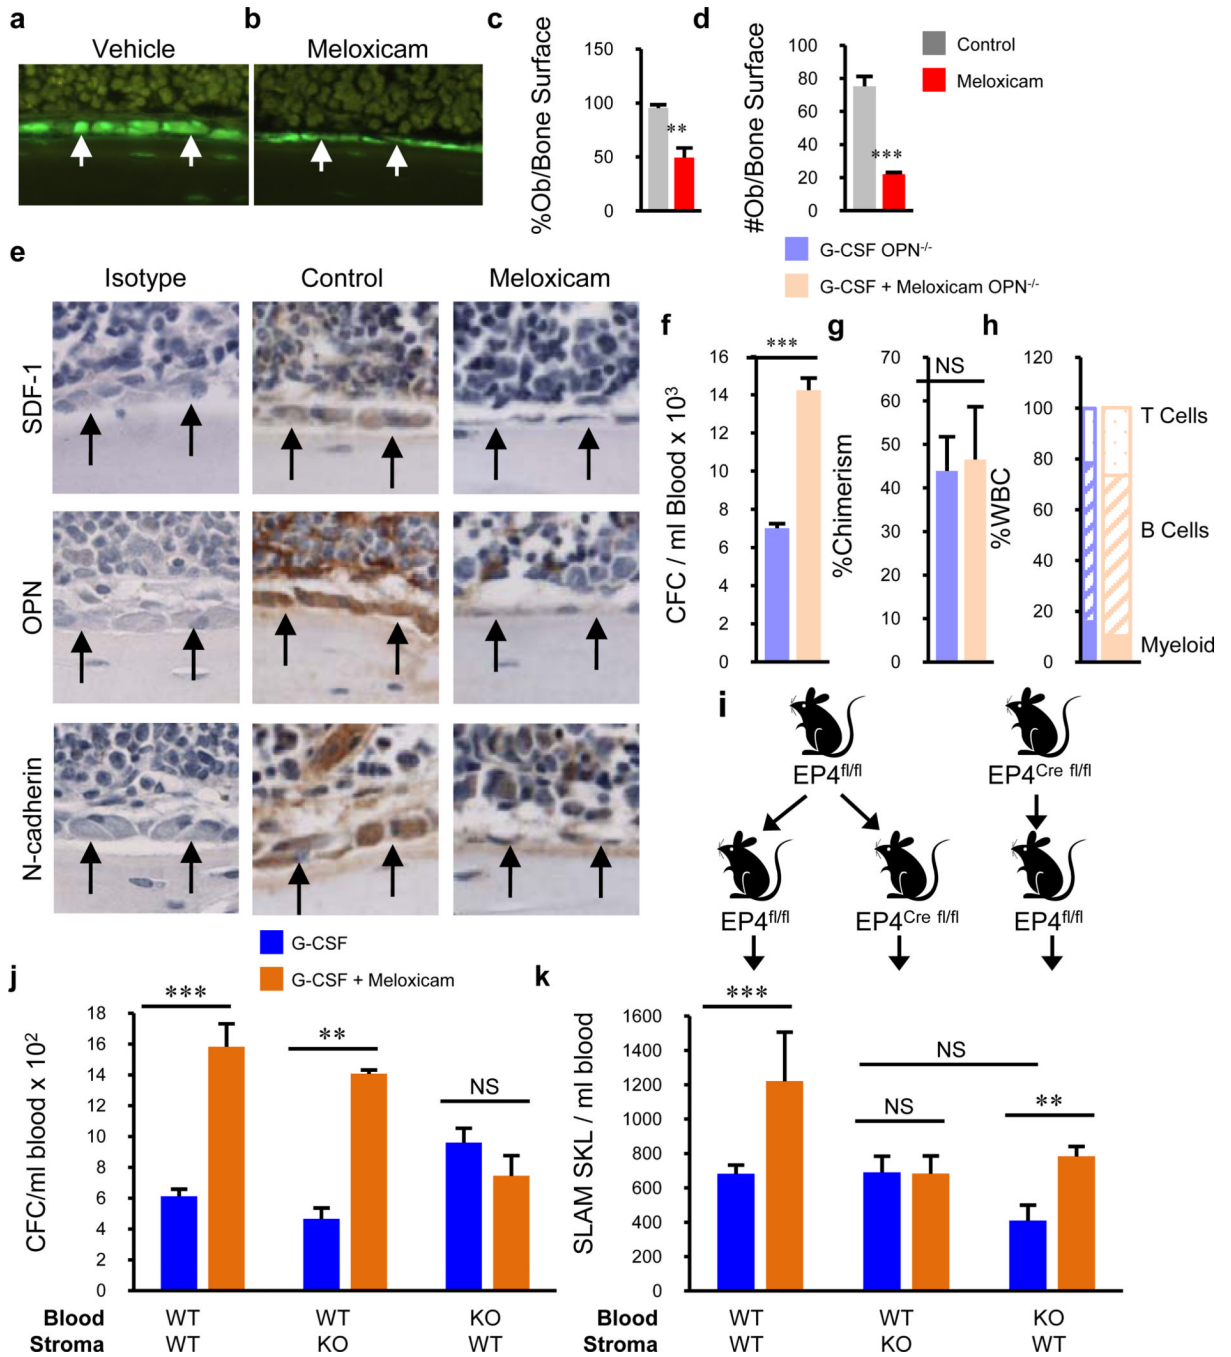 a
Vehicle
b
Meloxicam
c
%Ob/Bone Surface
150
100
50
0
**
d
#Ob/Bone Surface
100
80
60
40
20
0
***
Control
Meloxicam
e
Isotype
Control
Meloxicam
SDF-1
OPN
N-cadherin
G-CSF OPN-/-
G-CSF + Meloxicam OPN-/-
f
CFC / ml Blood x 10³
16
14
12
10
8
6
4
2
0
***
g
%Chimerism
70
60
50
40
30
20
10
0
NS
h
%WBC
120
100
80
60
40
20
0
T Cells
B Cells
Myeloid
i
EP4fl/fl
EP4Cre fl/fl
EP4fl/fl
EP4Cre fl/fl
EP4fl/fl
G-CSF
G-CSF + Meloxicam
j
CFC/ml blood x 10²
18
16
14
12
10
8
6
4
2
0
***
**
NS
Blood WT WT KO
Stroma WT KO WT
k
SLAM SKL / ml blood
1600
1400
1200
1000
800
600
400
200
0
***
NS
NS
**
Blood WT WT KO
Stroma WT KO WT